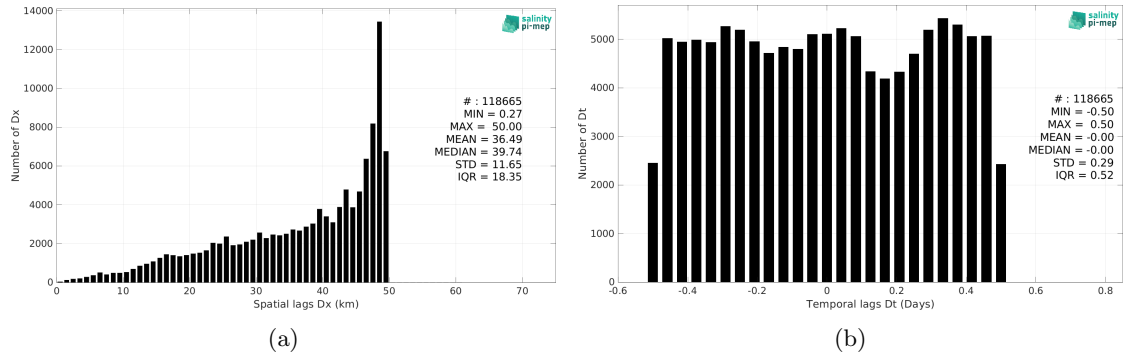 14000
12000
10000
8000
6000
4000
2000
0
Number of Dx
0 10 20 30 40 50 60 70
Spatial lags Dx (km)
salinity
pi-mep
# : 118665
MIN = 0.27
MAX = 50.00
MEAN = 36.49
MEDIAN = 39.74
STD = 11.65
IQR = 18.35
(a)
5000
4000
3000
2000
1000
0
Number of Dt
-0.6 -0.4 -0.2 0 0.2 0.4 0.6 0.8
Temporal lags Dt (Days)
salinity
pi-mep
# : 118665
MIN = -0.50
MAX = 0.50
MEAN = -0.00
MEDIAN = -0.00
STD = 0.29
IQR = 0.52
(b)